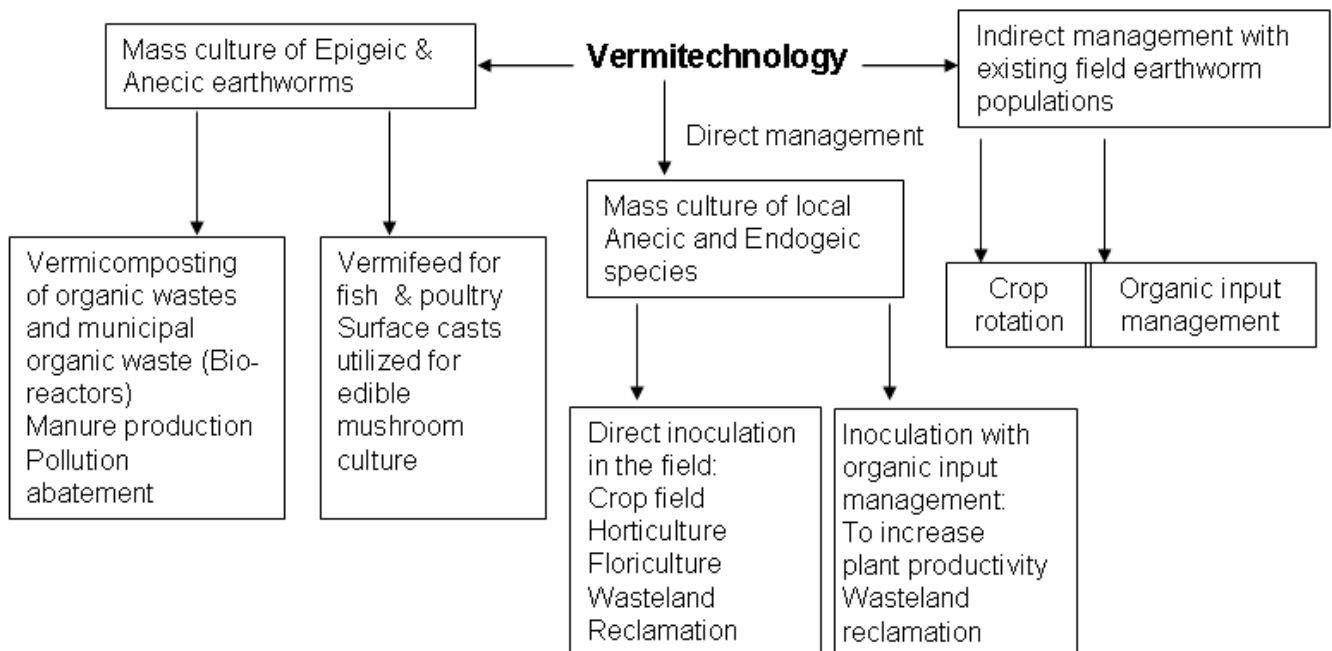 Mass culture of Epigeic &
Anecic earthworms
Vermitechnology
Indirect management with
existing field earthworm
populations
Direct management
Mass culture of local
Anecic and Endogeic
species
Vermicomposting
of organic wastes
and municipal
organic waste (Bio-
reactors)
Manure production
Pollution
abatement
Vermifeed for
fish & poultry
Surface casts
utilized for
edible
mushroom
culture
Crop
rotation
Organic input
management
Direct inoculation
in the field:
Crop field
Horticulture
Floriculture
Wasteland
Reclamation
Inoculation with
organic input
management:
To increase
plant productivity
Wasteland
reclamation